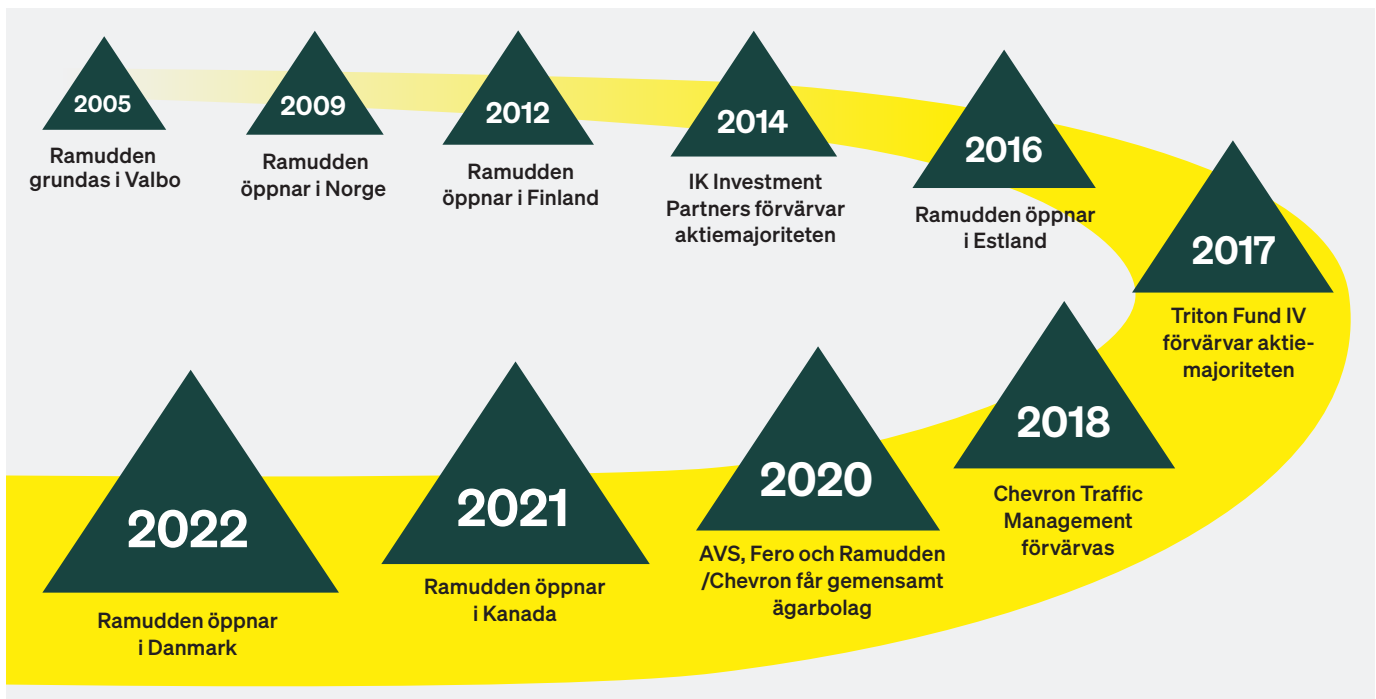 2005
Ramudden
grundas i Valbo
2009
Ramudden
öppnar i Norge
2012
Ramudden
öppnar i Finland
2014
IK Investment
Partners förvärvar
aktiemajoriteten
2016
Ramudden öppnar
i Estland
2017
Triton Fund IV
förvärvar aktie-
majoriteten
2018
Chevron Traffic
Management
förvärvas
2020
AVS, Fero och Ramudden
/Chevron får gemensamt
ägarbolag
2021
Ramudden öppnar
i Kanada
2022
Ramudden öppnar
i Danmark